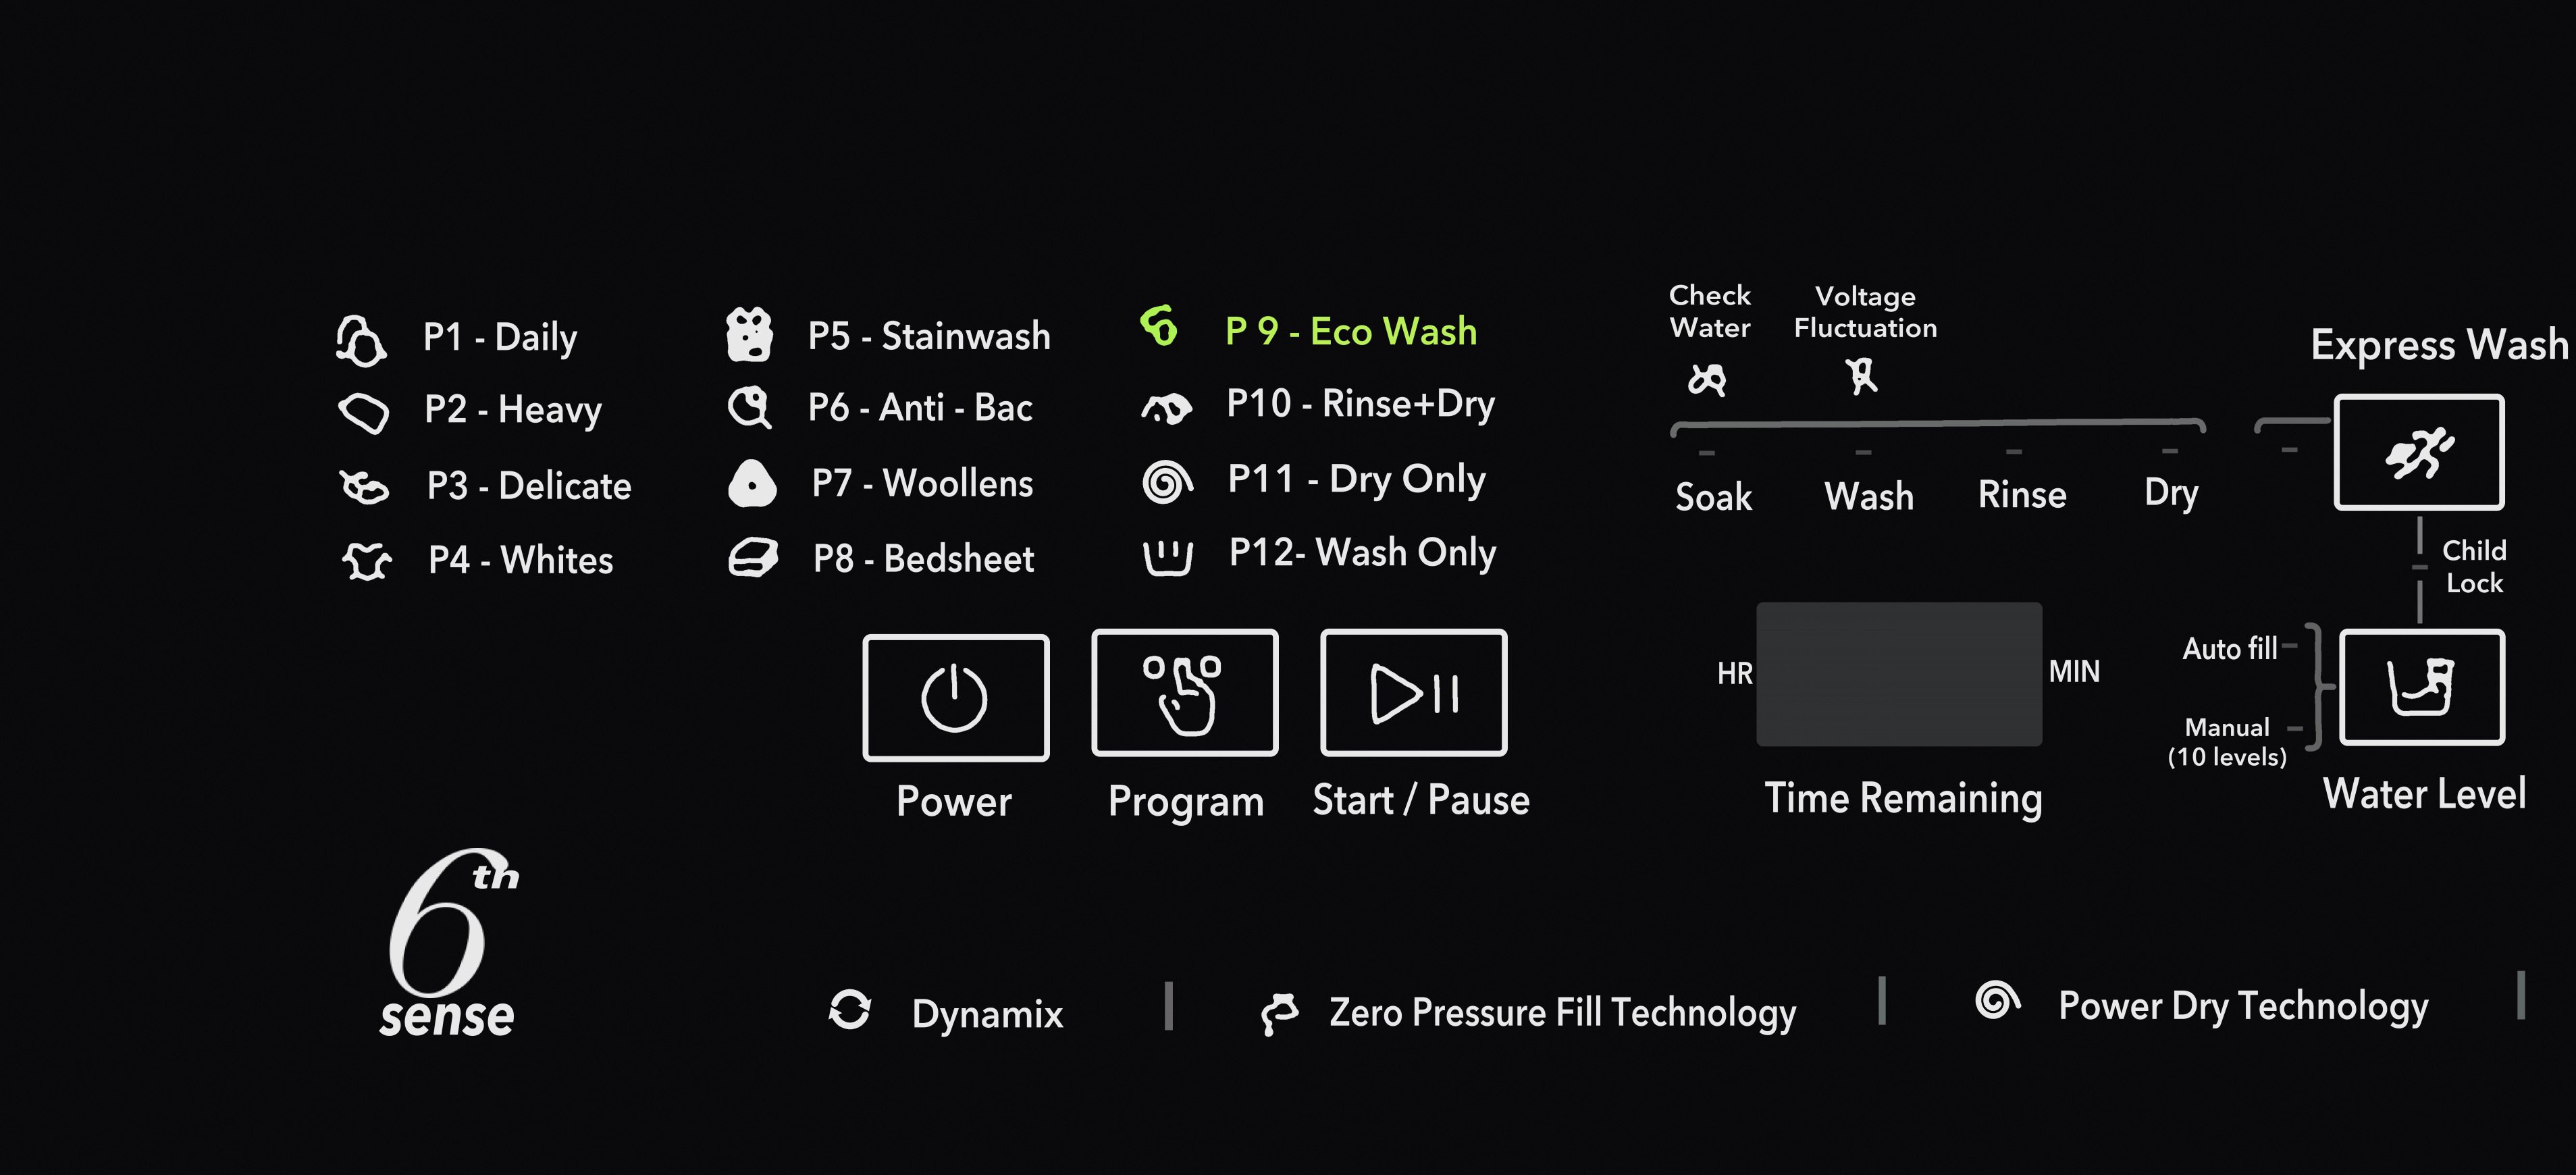 P1 - Daily
P2 - Heavy
P3 - Delicate
P4 - Whites
P5 - Stainwash
P6 - Anti - Bac
P7 - Woollens
P8 - Bedsheet
P 9 - Eco Wash
P10 - Rinse+Dry
P11 - Dry Only
P12- Wash Only
Power
Program
Start / Pause
Check
Water
Voltage
Fluctuation
Soak
Wash
Rinse
Dry
HR
MIN
Time Remaining
Express Wash
Child
Lock
Auto fill
Manual
(10 levels)
Water Level
6th
sense
Dynamix
Zero Pressure Fill Technology
Power Dry Technology